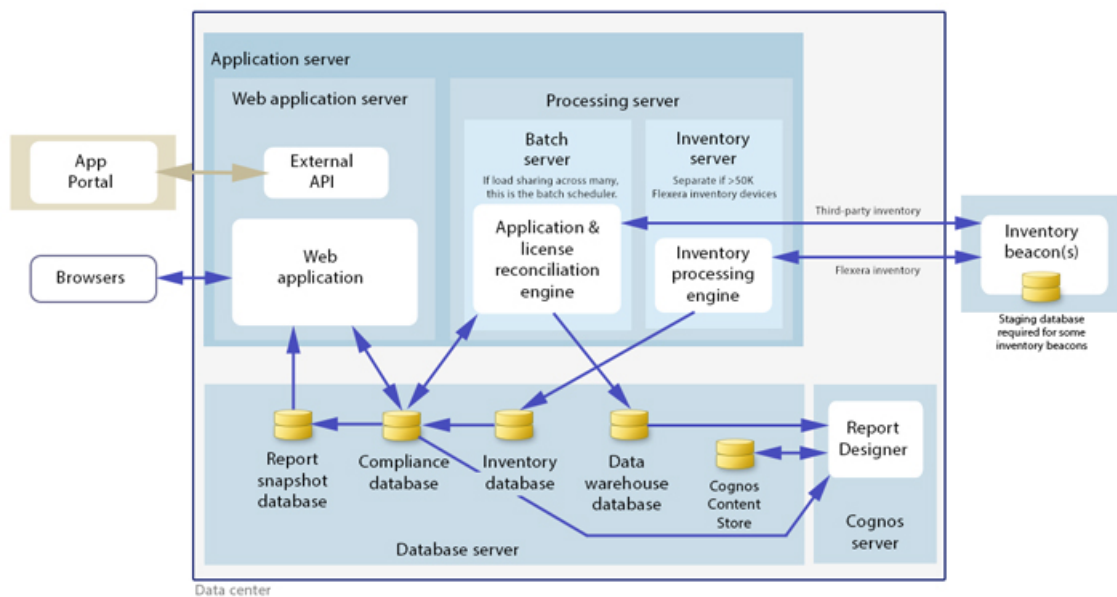 Application server
Web application server
Processing server
App
Portal
External
API
Batch
server
If load sharing across many,
this is the batch scheduler.
Inventory
server
Separate if >50K
Flexera inventory devices
Third-party inventory
Application &
license
reconciliation
engine
Inventory
processing
engine
Flexera inventory
Inventory
beacon(s)
Staging database
required for some
inventory beacons
Browsers
Web
application
Report
snapshot
database
Compliance
database
Inventory
database
Data
warehouse
database
Cognos
Content
Store
Report
Designer
Database server
Cognos
server
Data center